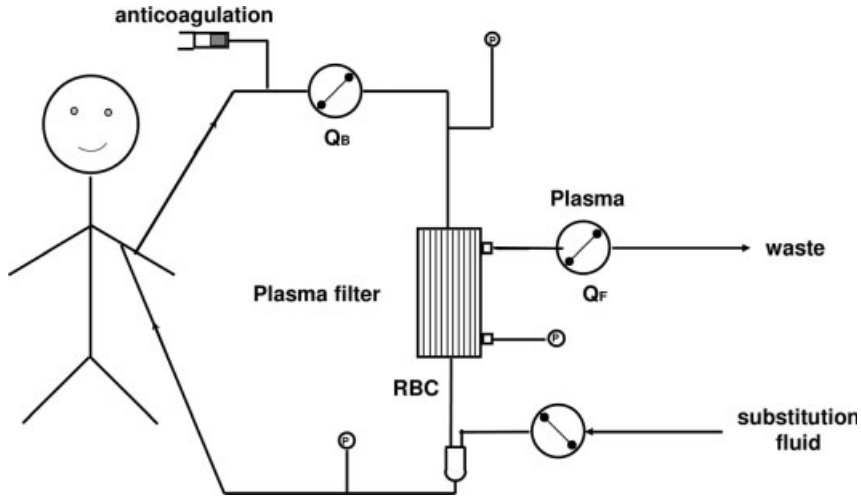 anticoagulation
P
QB
Plasma
waste
Plasma filter
QF
P
RBC
substitution
fluid
P